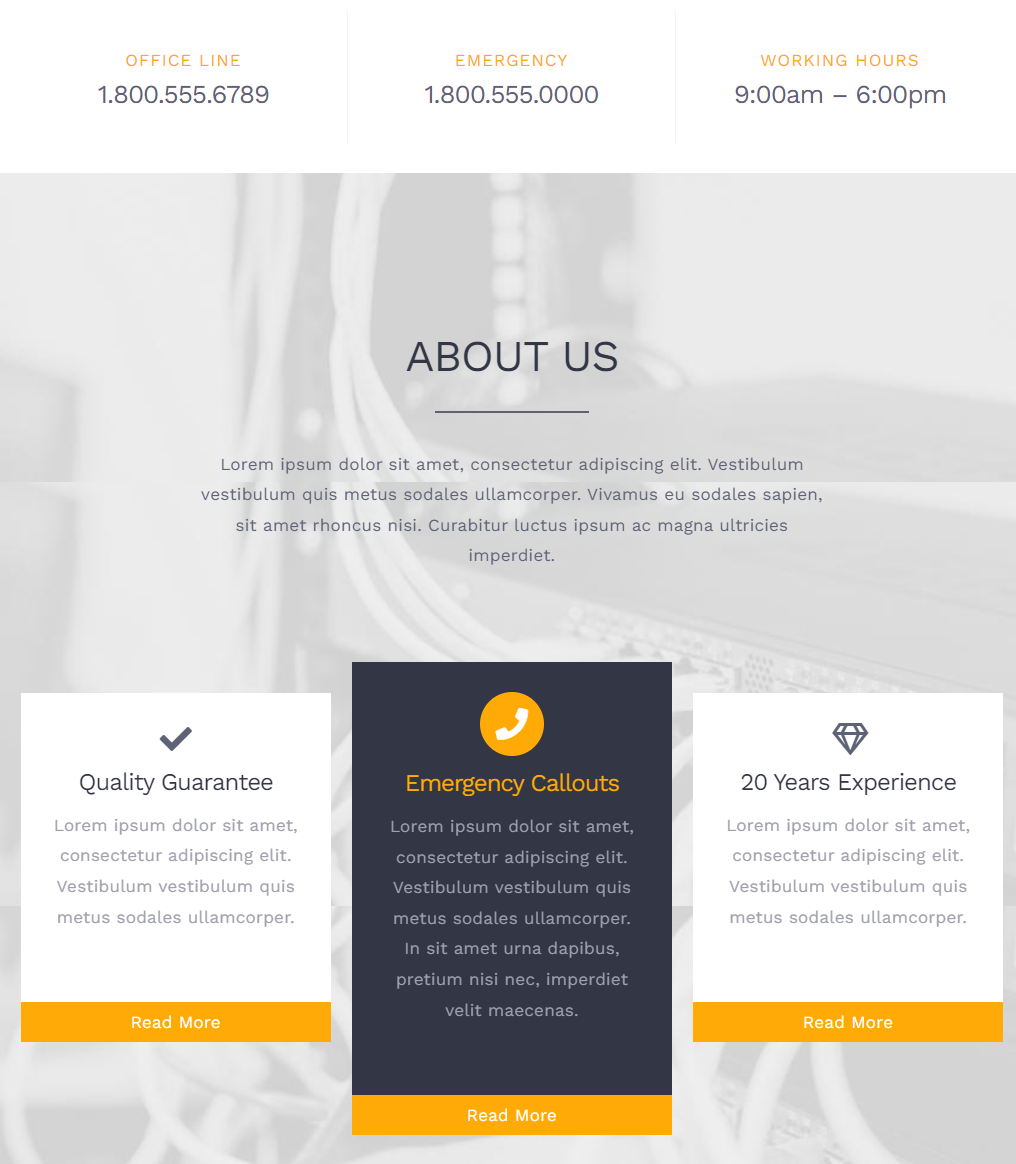 OFFICE LINE
1.800.555.6789
EMERGENCY
1.800.555.0000
WORKING HOURS
9:00am – 6:00pm
ABOUT US
Lorem ipsum dolor sit amet, consectetur adipiscing elit. Vestibulum
vestibulum quis metus sodales ullamcorper. Vivamus eu sodales sapien,
sit amet rhoncus nisi. Curabitur luctus ipsum ac magna ultricies
imperdiet.
Quality Guarantee
Lorem ipsum dolor sit amet,
consectetur adipiscing elit.
Vestibulum vestibulum quis
metus sodales ullamcorper.
Read More
Emergency Callouts
Lorem ipsum dolor sit amet,
consectetur adipiscing elit.
Vestibulum vestibulum quis
metus sodales ullamcorper.
In sit amet urna dapibus,
pretium nisi nec, imperdiet
velit maecenas.
Read More
20 Years Experience
Lorem ipsum dolor sit amet,
consectetur adipiscing elit.
Vestibulum vestibulum quis
metus sodales ullamcorper.
Read More